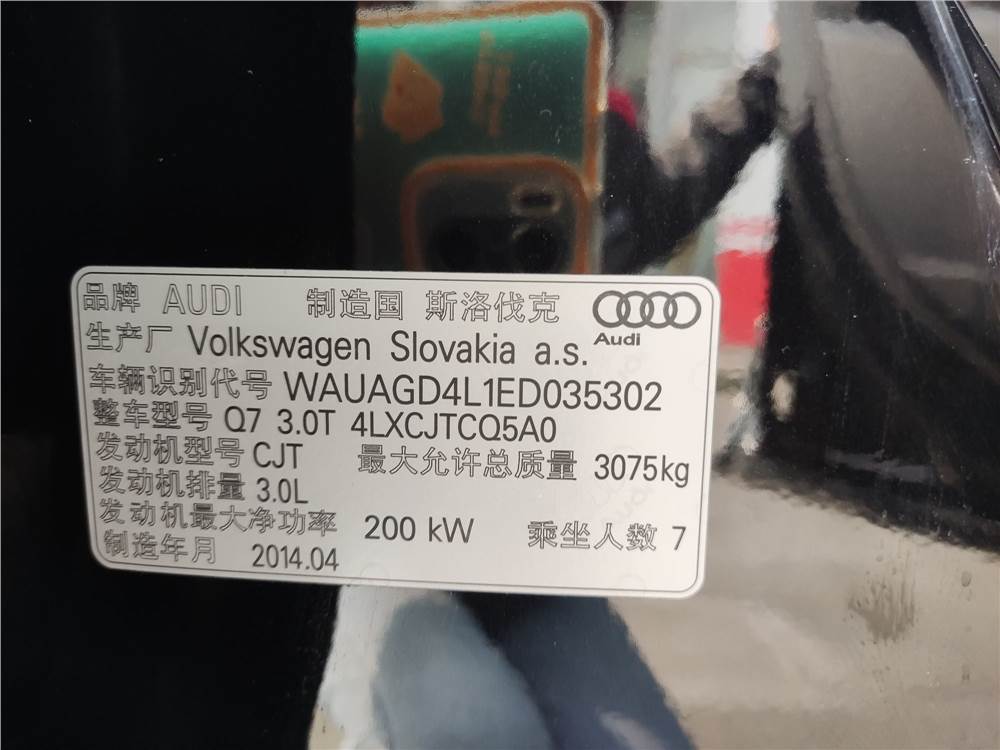 品牌 AUDI 制造国 斯洛伐克
Audi
生产厂 Volkswagen Slovakia a.s.
车辆识别代号 WAUAGD4L1ED035302
整车型号 Q7 3.0T 4LXCJTCQ5A0
发动机型号 CJT 最大允许总质量 3075kg
发动机排量 3.0L
发动机最大净功率 200 kW 乘坐人数 7
制造年月 2014.04